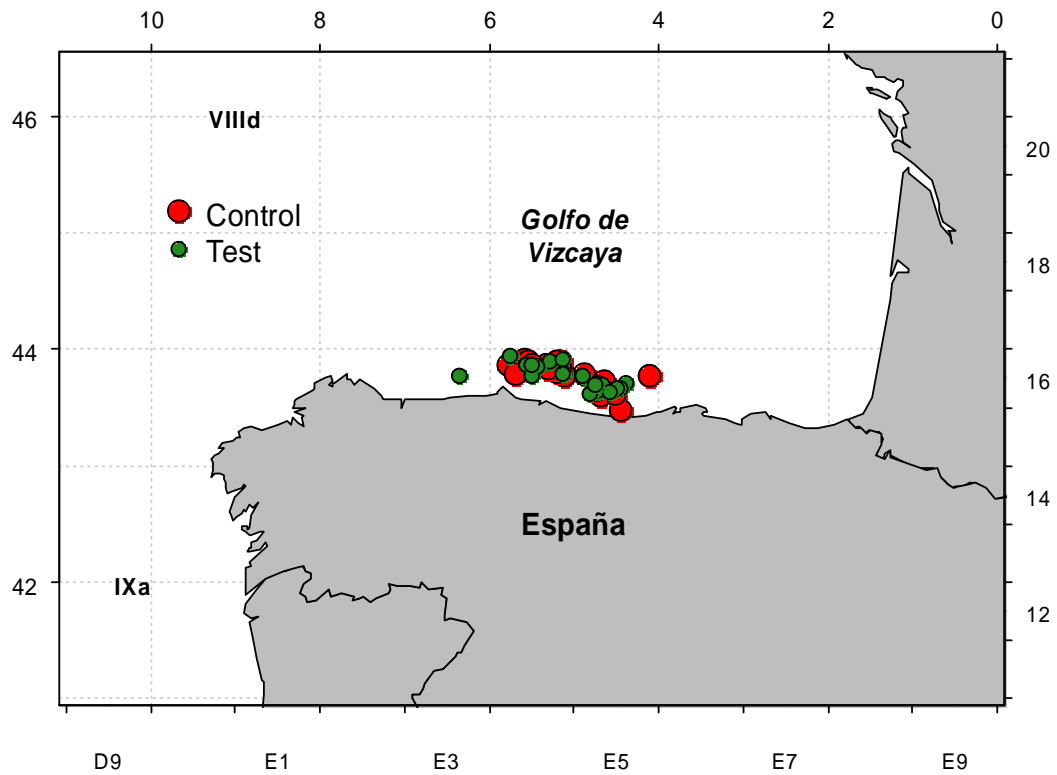 10 8 6 4 2 0
46
VIIId
20
Control
Golfo de
Test
Vizcaya
18
44
16
14
España
42
IXa
12
D9 E1 E3 E5 E7 E9